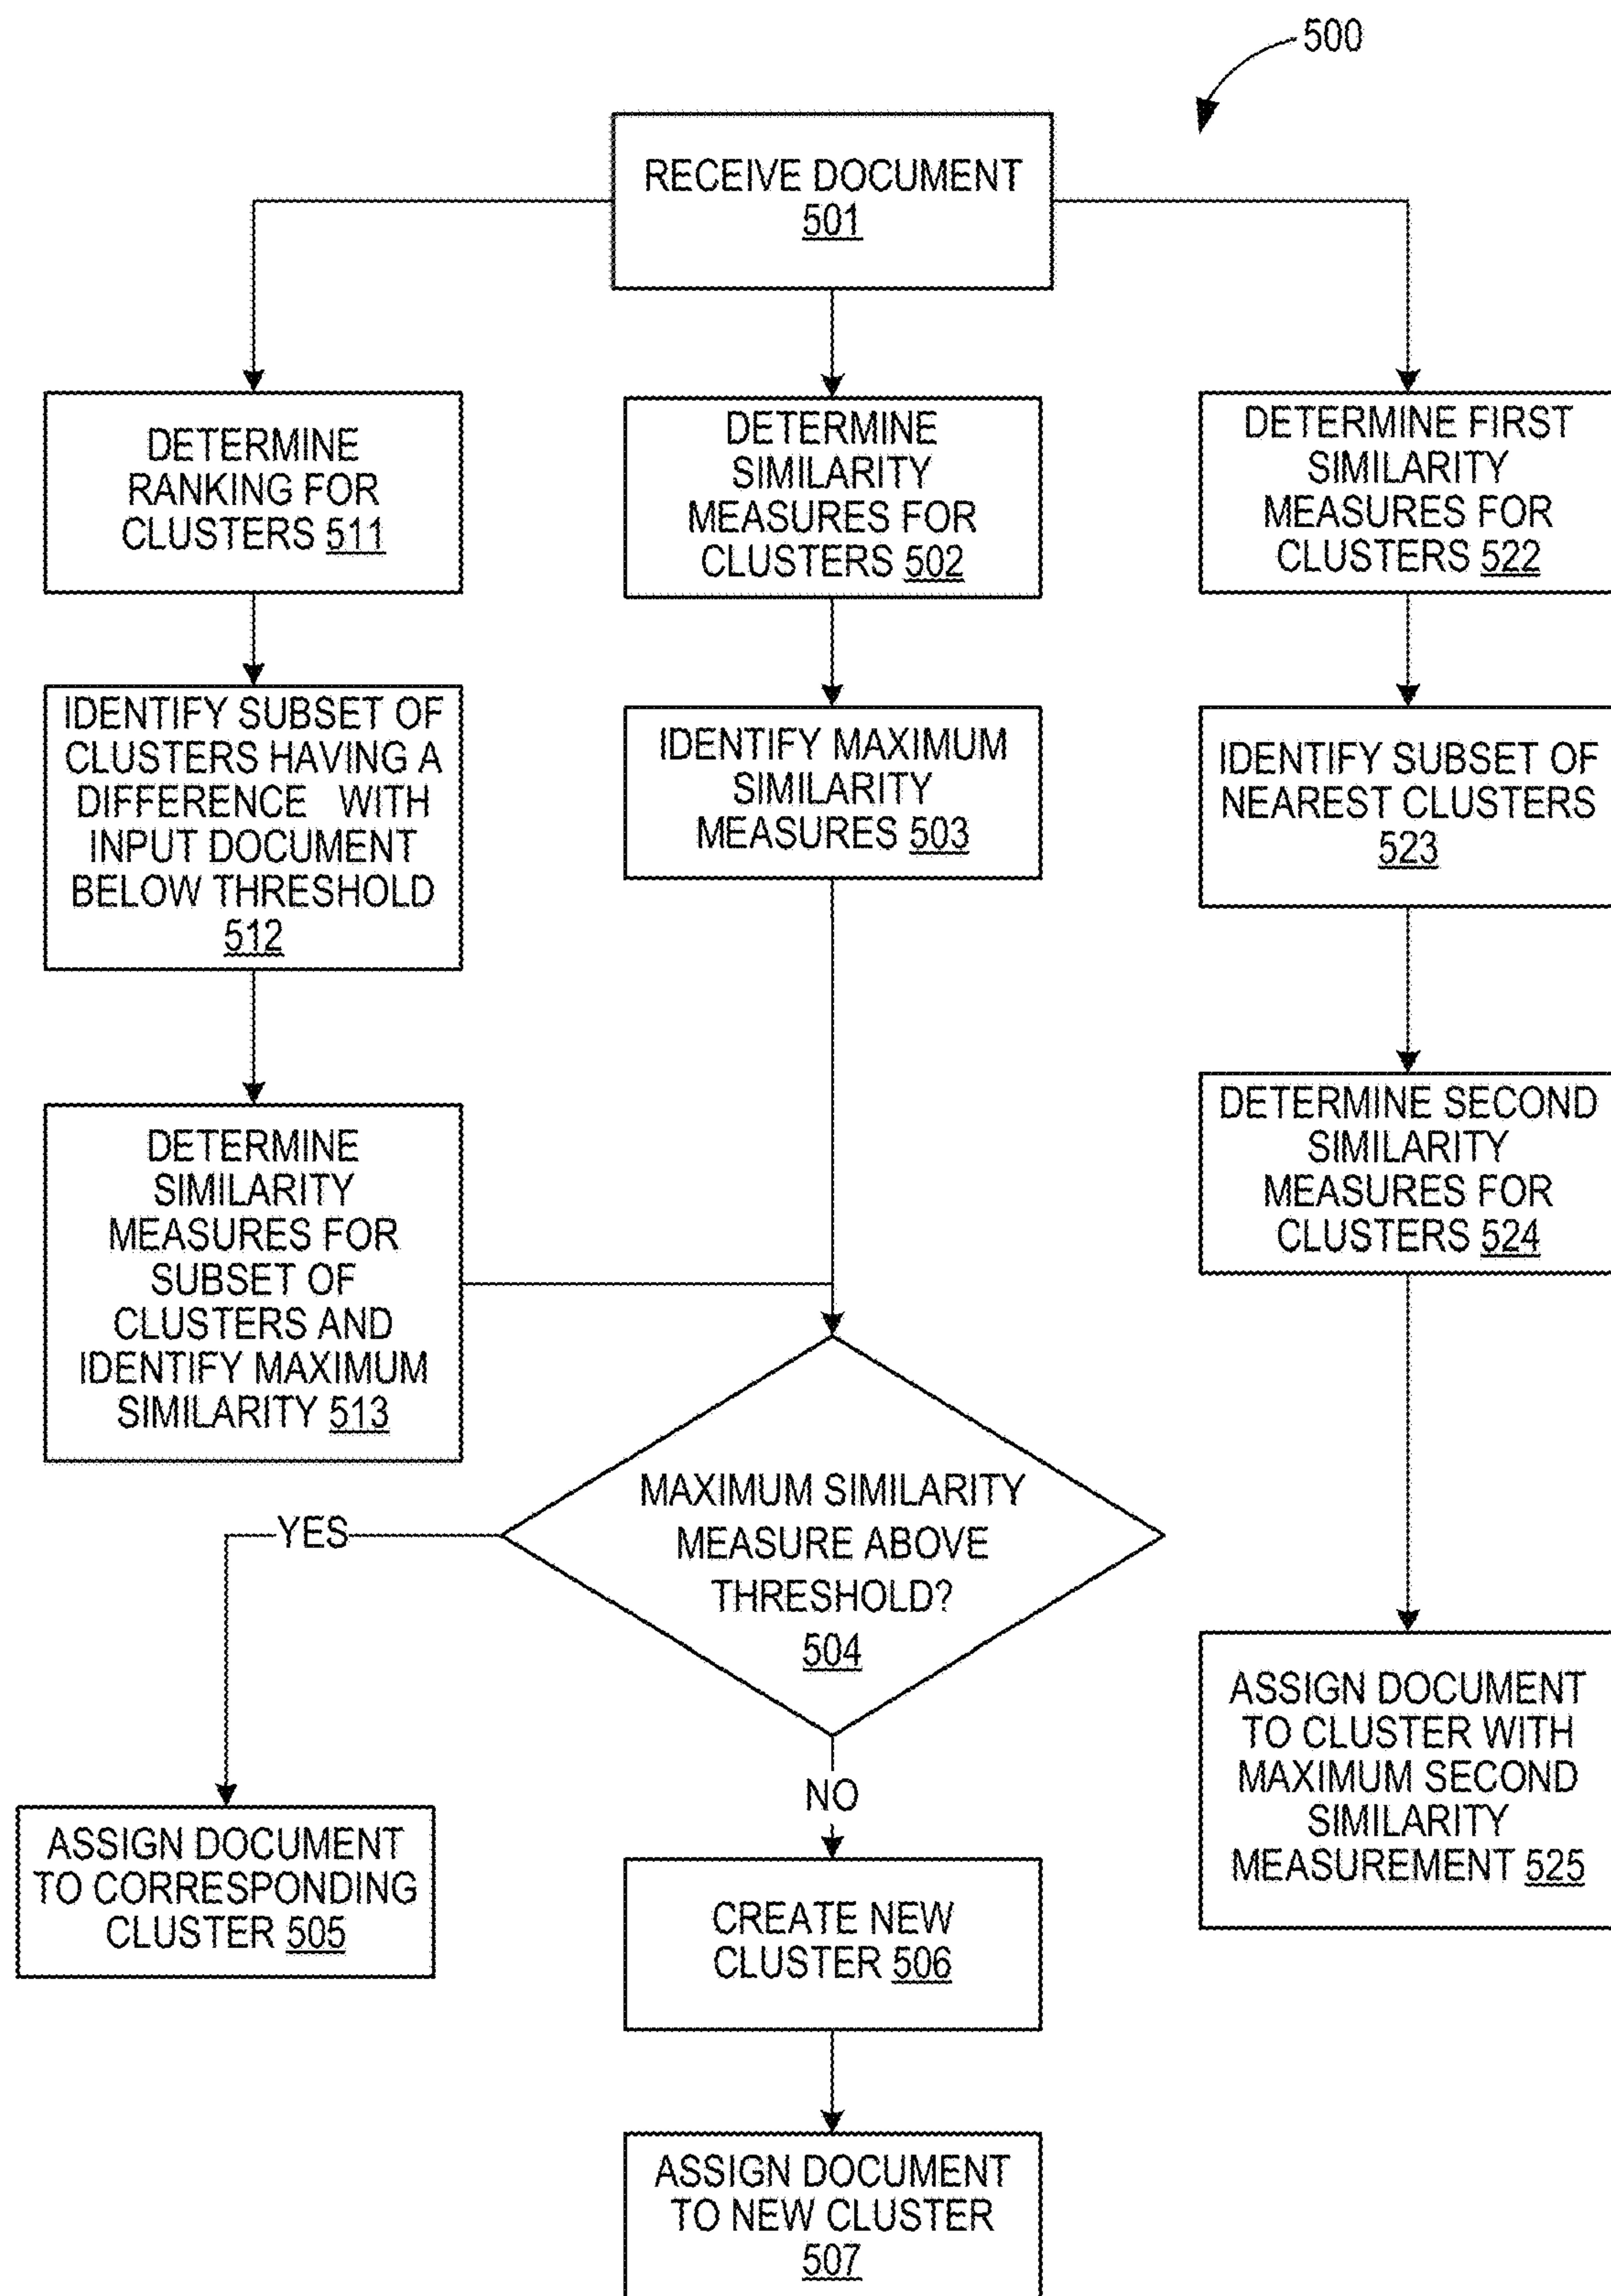 500
RECEIVE DOCUMENT
501
DETERMINE
RANKING FOR
CLUSTERS 511
DETERMINE
SIMILARITY
MEASURES FOR
CLUSTERS 502
DETERMINE FIRST
SIMILARITY
MEASURES FOR
CLUSTERS 522
IDENTIFY SUBSET OF
CLUSTERS HAVING A
DIFFERENCE WITH
INPUT DOCUMENT
BELOW THRESHOLD
512
IDENTIFY MAXIMUM
SIMILARITY
MEASURES 503
IDENTIFY SUBSET OF
NEAREST CLUSTERS
523
DETERMINE
SIMILARITY
MEASURES FOR
SUBSET OF
CLUSTERS AND
IDENTIFY MAXIMUM
SIMILARITY 513
DETERMINE SECOND
SIMILARITY
MEASURES FOR
CLUSTERS 524
MAXIMUM SIMILARITY
MEASURE ABOVE
THRESHOLD?
504
YES
NO
ASSIGN DOCUMENT
TO CLUSTER WITH
MAXIMUM SECOND
SIMILARITY
MEASUREMENT 525
ASSIGN DOCUMENT
TO CORRESPONDING
CLUSTER 505
CREATE NEW
CLUSTER 506
ASSIGN DOCUMENT
TO NEW CLUSTER
507